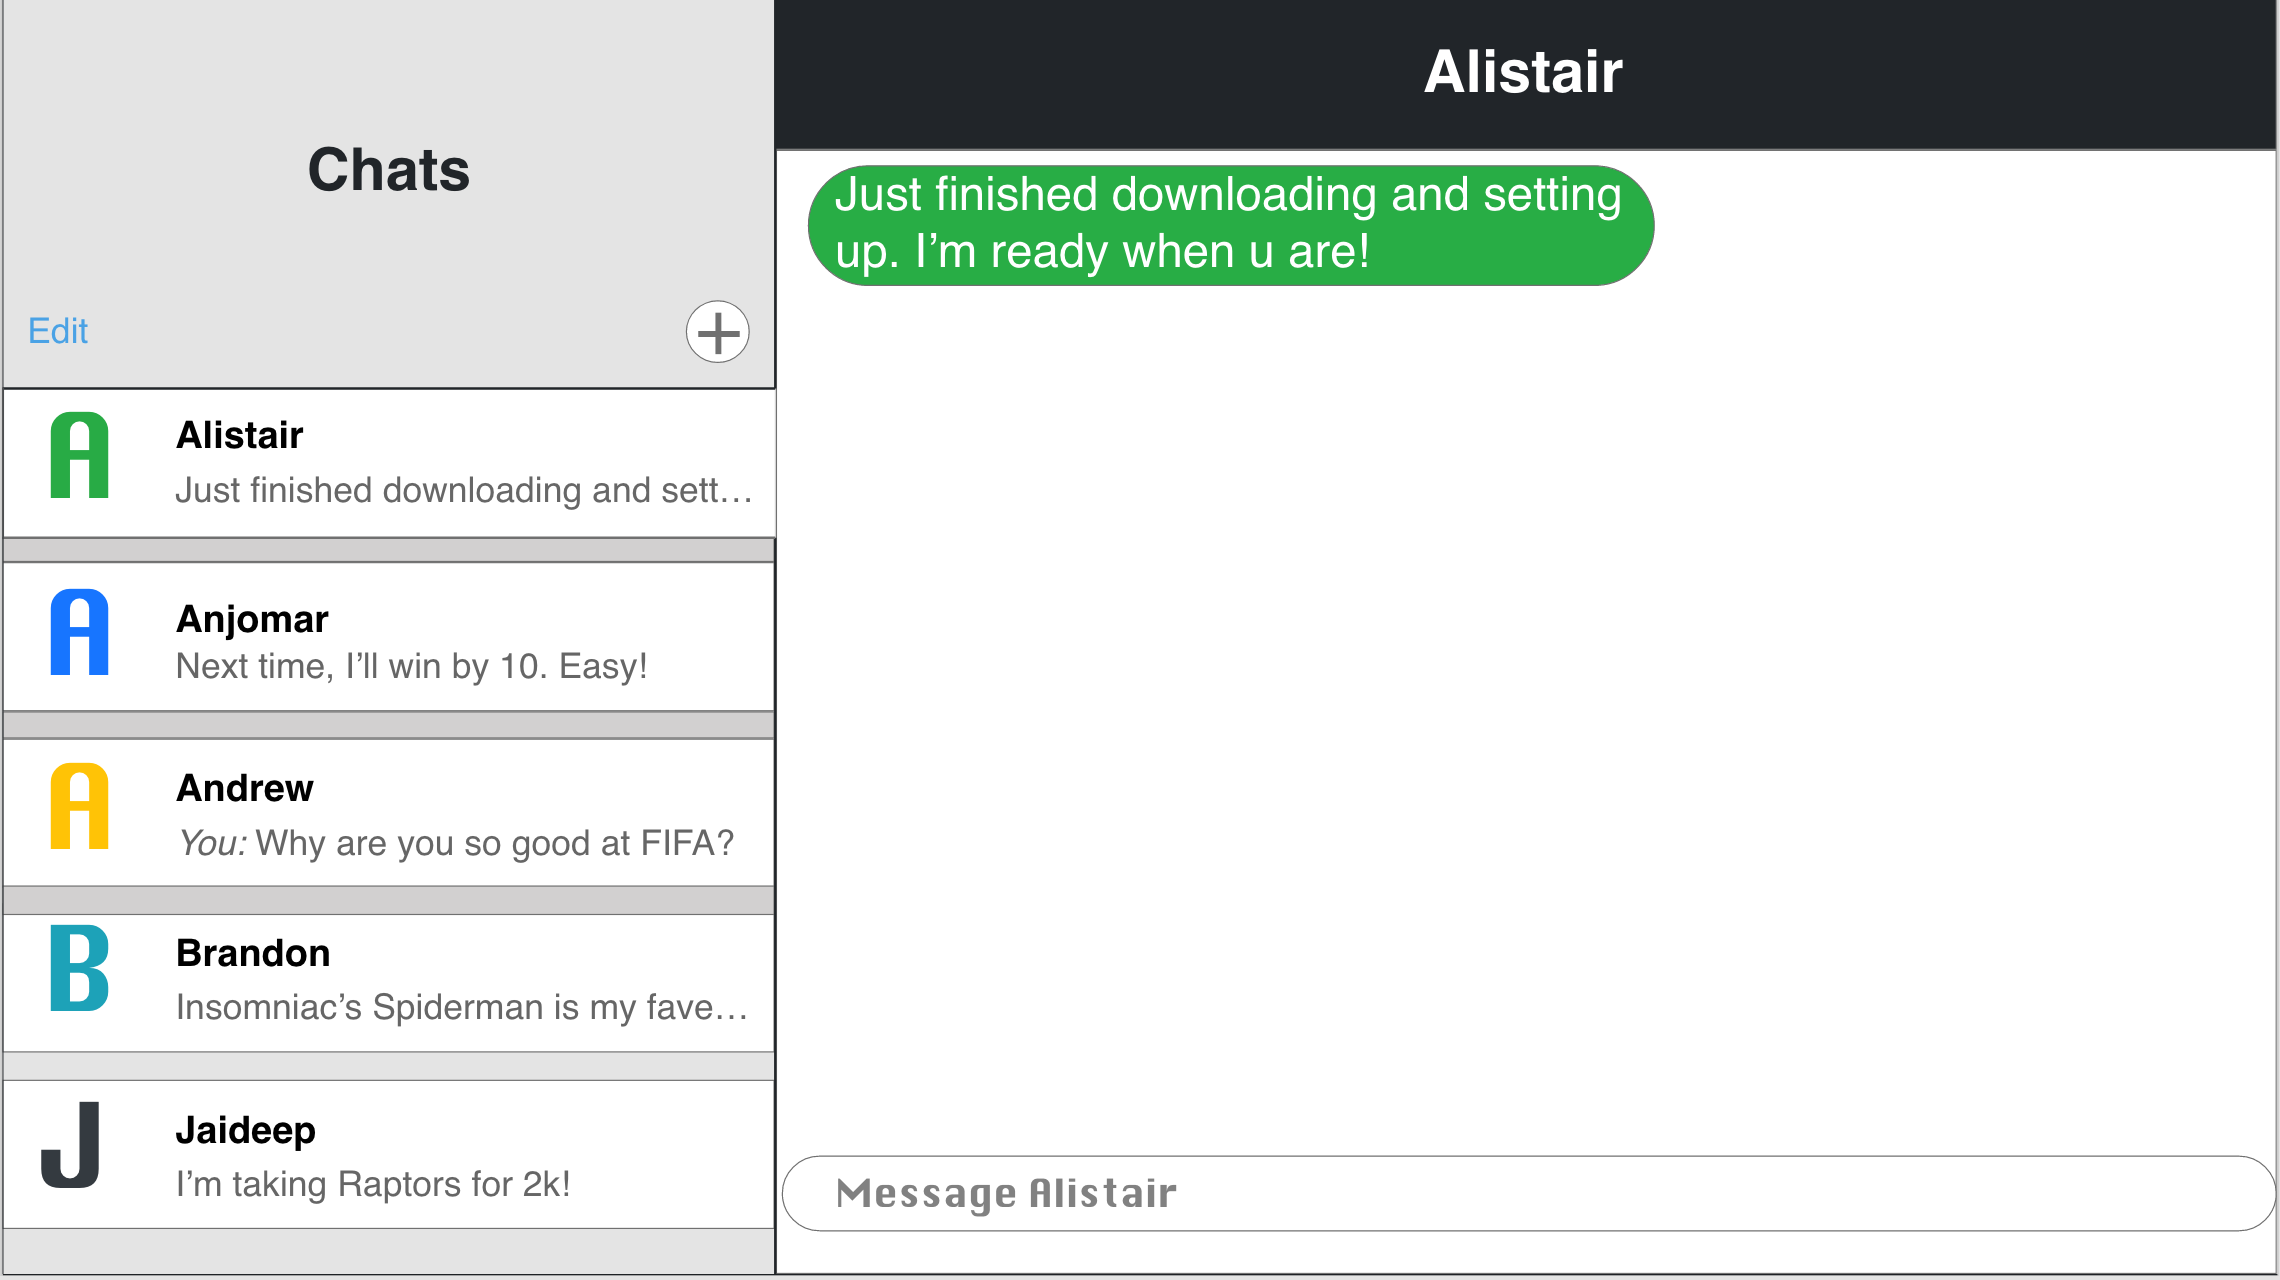 Chats
Edit
+
A
Alistair
Just finished downloading and sett…
A
Anjomar
Next time, I’ll win by 10. Easy!
A
Andrew
You: Why are you so good at FIFA?
B
Brandon
Insomniac’s Spiderman is my fave…
J
Jaideep
I’m taking Raptors for 2k!
Alistair
Just finished downloading and setting
up. I’m ready when u are!
Message Alistair